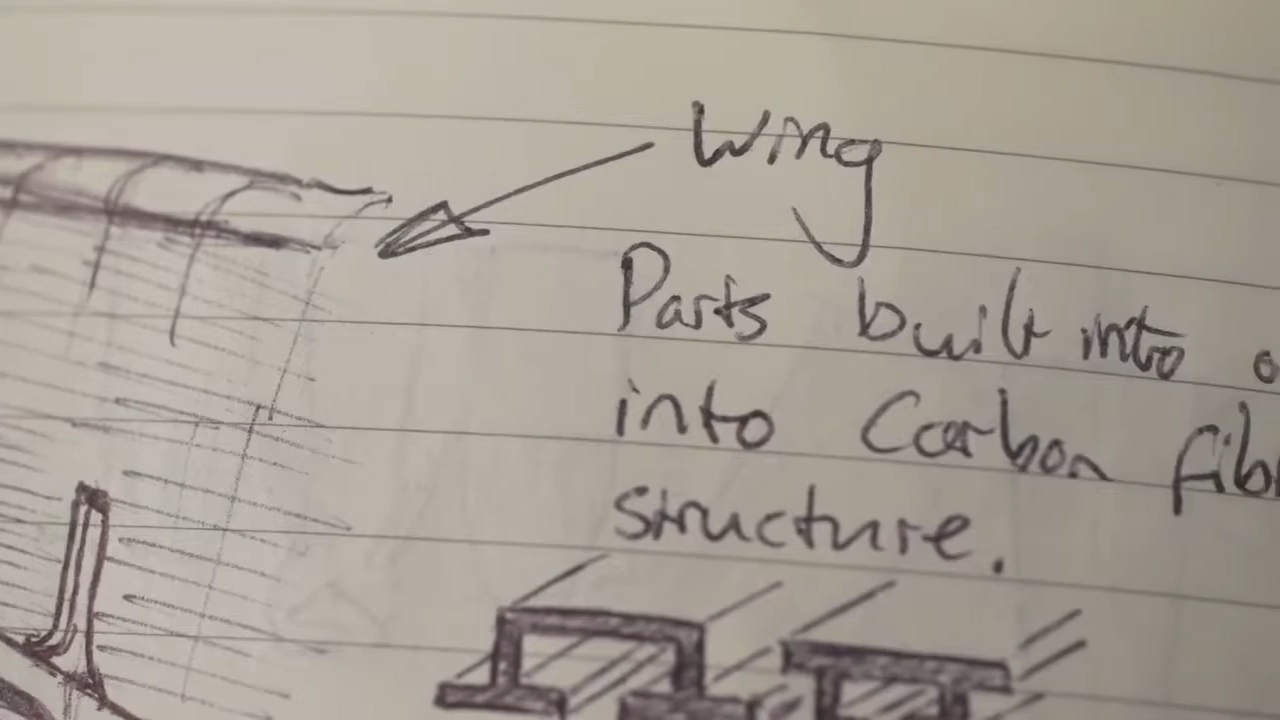 Wing
Parts built into
into Carbon
structure.